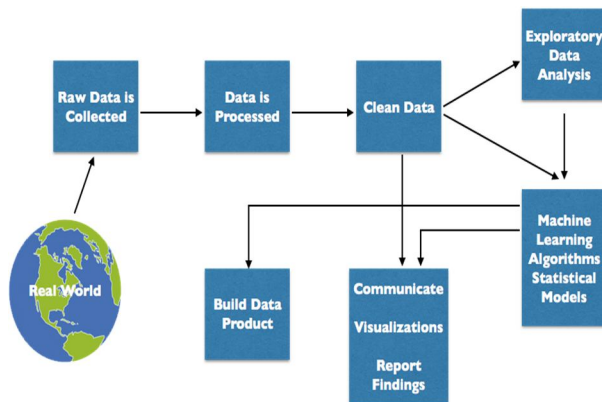 Raw Data is
Collected
Data is
Processed
Clean Data
Exploratory
Data
Analysis
Machine
Learning
Algorithms
Statistical
Models
Real World
Build Data
Product
Communicate
Visualizations
Report
Findings